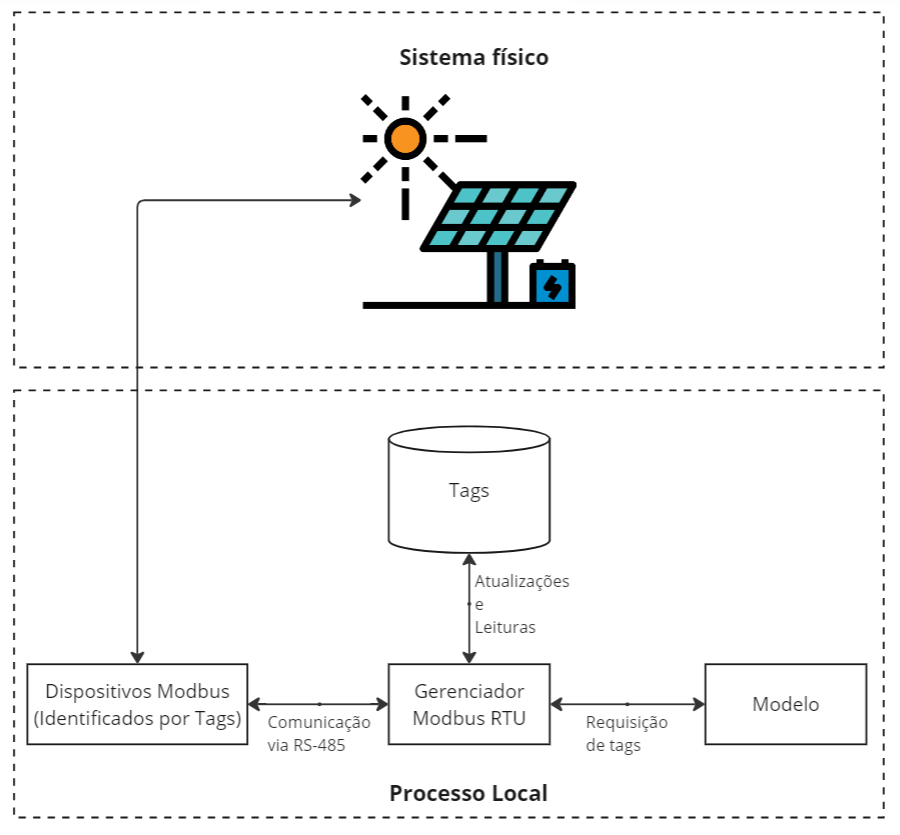 Sistema físico
Tags
Atualizações
e
Leituras
Dispositivos Modbus
(Identificados por Tags)
Comunicação
via RS-485
Gerenciador
Modbus RTU
Requisição
de tags
Modelo
Processo Local